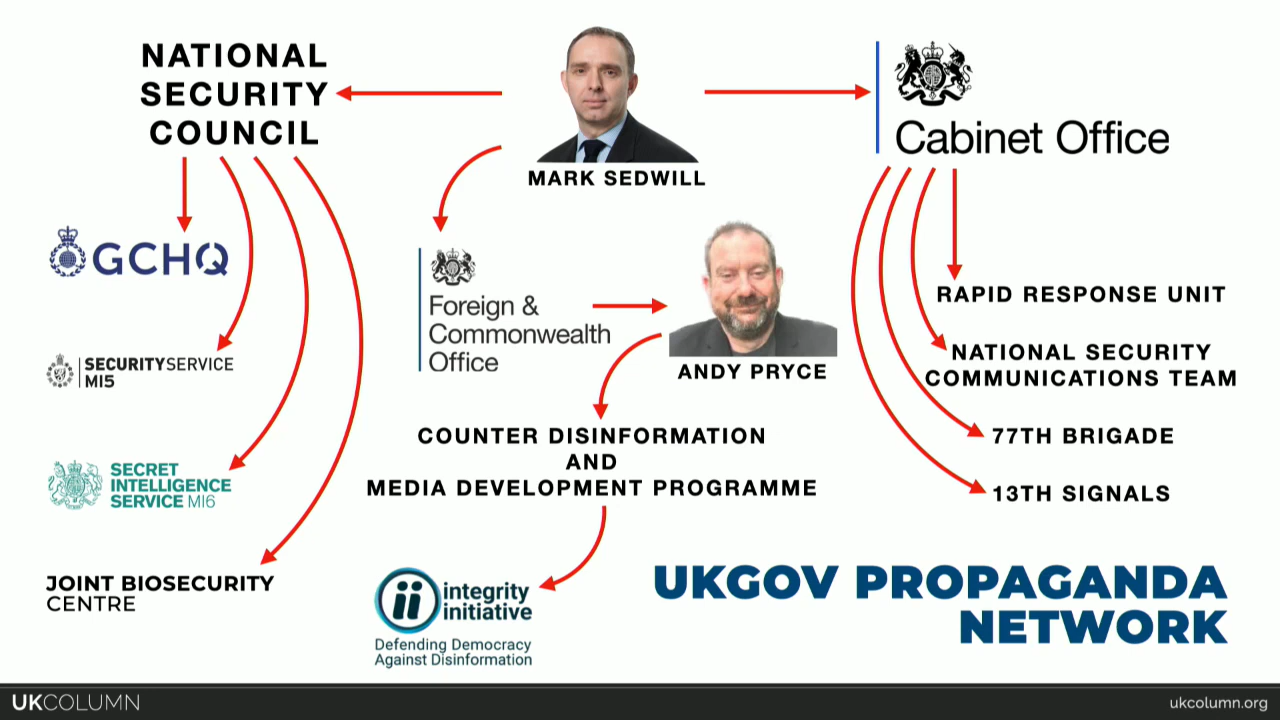 NATIONAL
SECURITY
COUNCIL
MARK SEDWILL
Cabinet Office
GCHQ
SECURITYSERVICE
MI5
SECRET
INTELLIGENCE
SERVICE MI6
JOINT BIOSECURITY
CENTRE
Foreign &
Commonwealth
Office
ANDY PRYCE
COUNTER DISINFORMATION
AND
MEDIA DEVELOPMENT PROGRAMME
ii integrity
initiative
Defending Democracy
Against Disinformation
RAPID RESPONSE UNIT
NATIONAL SECURITY
COMMUNICATIONS TEAM
77TH BRIGADE
13TH SIGNALS
UKGOV PROPAGANDA
NETWORK
UKCOLUMN
ukcolumn.org